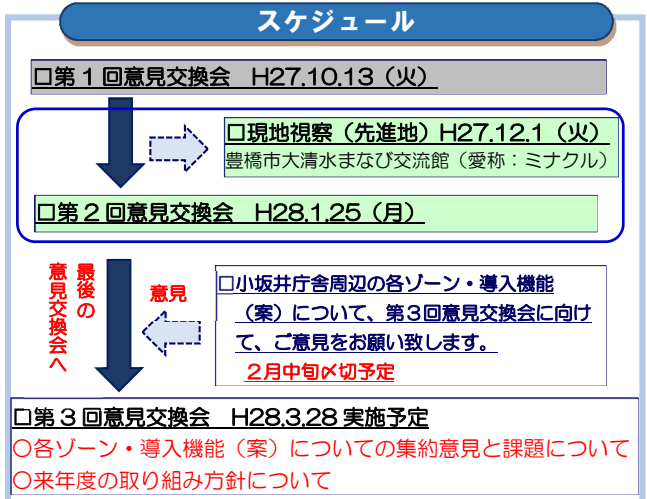 スケジュール
□第1回意見交換会　H27.10.13（火）
□現地視察（先進地）H27.12.1（火）
豊橋市大清水まなび交流館（愛称：ミナクル）
□第2回意見交換会　H28.1.25（月）
最後の
意見交換会へ
意見
□小坂井庁舎周辺の各ゾーン・導入機能
（案）について、第3回意見交換会に向け
て、ご意見をお願い致します。
２月中旬〆切予定
□第3回意見交換会　H28.3.28 実施予定
○各ゾーン・導入機能（案）についての集約意見と課題について
○来年度の取り組み方針について